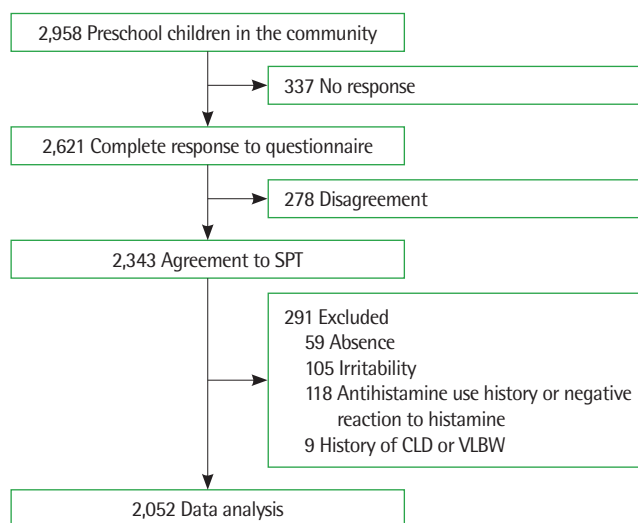 2,958 Preschool children in the community
337 No response
2,621 Complete response to questionnaire
278 Disagreement
2,343 Agreement to SPT
291 Excluded
59 Absence
105 Irritability
118 Antihistamine use history or negative
reaction to histamine
9 History of CLD or VLBW
2,052 Data analysis